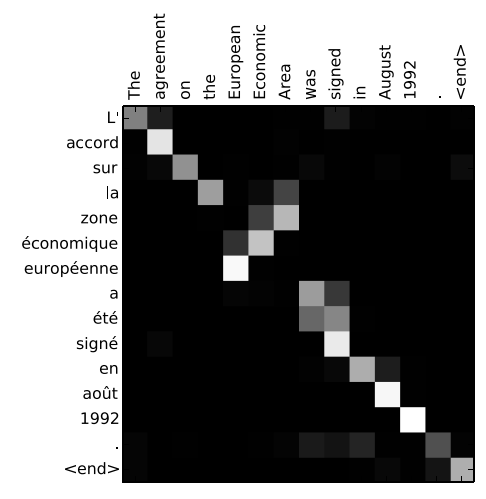 The
agreement
on
the
European
Economic
Area
was
signed
in
August
1992
.
<end>
L'
accord
sur
la
zone
économique
européenne
a
été
signé
en
août
1992
.
<end>